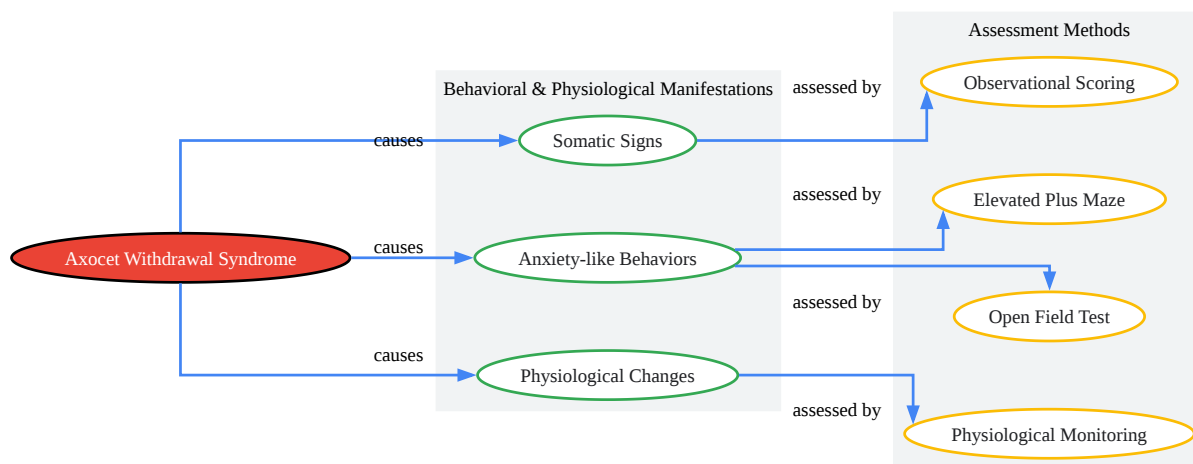 Assessment Methods
Observational Scoring
Behavioral & Physiological Manifestations
assessed by
causes
Somatic Signs
assessed by
Elevated Plus Maze
Axocet Withdrawal Syndrome
causes
Anxiety-like Behaviors
assessed by
Open Field Test
causes
Physiological Changes
assessed by
Physiological Monitoring